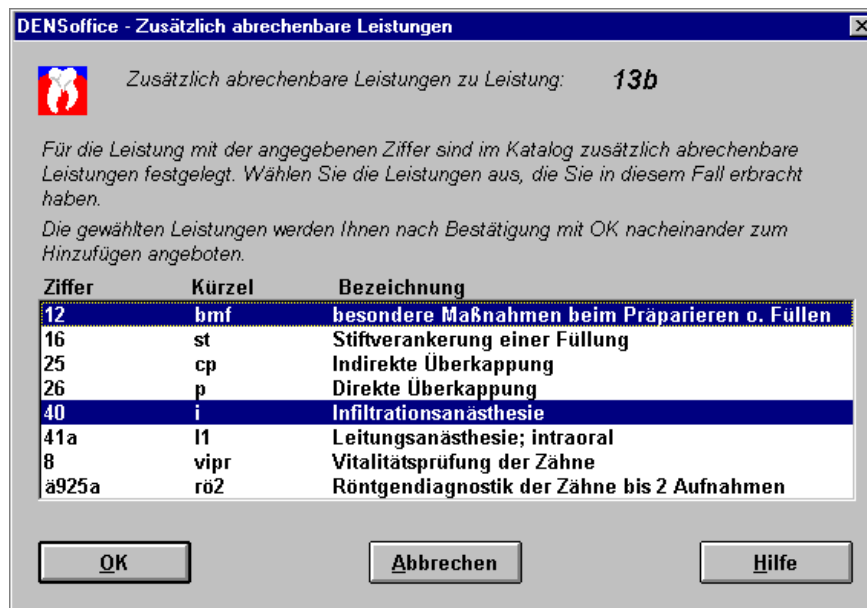 DENSoffice - Zusätzlich abrechenbare Leistungen
Zusätzlich abrechenbare Leistungen zu Leistung: 13b
Für die Leistung mit der angegebenen Ziffer sind im Katalog zusätzlich abrechenbare
Leistungen festgelegt. Wählen Sie die Leistungen aus, die Sie in diesem Fall erbracht
haben.
Die gewählten Leistungen werden Ihnen nach Bestätigung mit OK nacheinander zum
Hinzufügen angeboten.
Ziffer Kürzel Bezeichnung
12 bmf besondere Maßnahmen beim Präparieren o. Füllen
16 st Stiftverankerung einer Füllung
25 cp Indirekte Überkappung
26 p Direkte Überkappung
40 i Infiltrationsanästhesie
41a l1 Leitungsanästhesie; intraoral
8 vipr Vitalitätsprüfung der Zähne
ä925a rö2 Röntgendiagnostik der Zähne bis 2 Aufnahmen
OK Abbrechen Hilfe